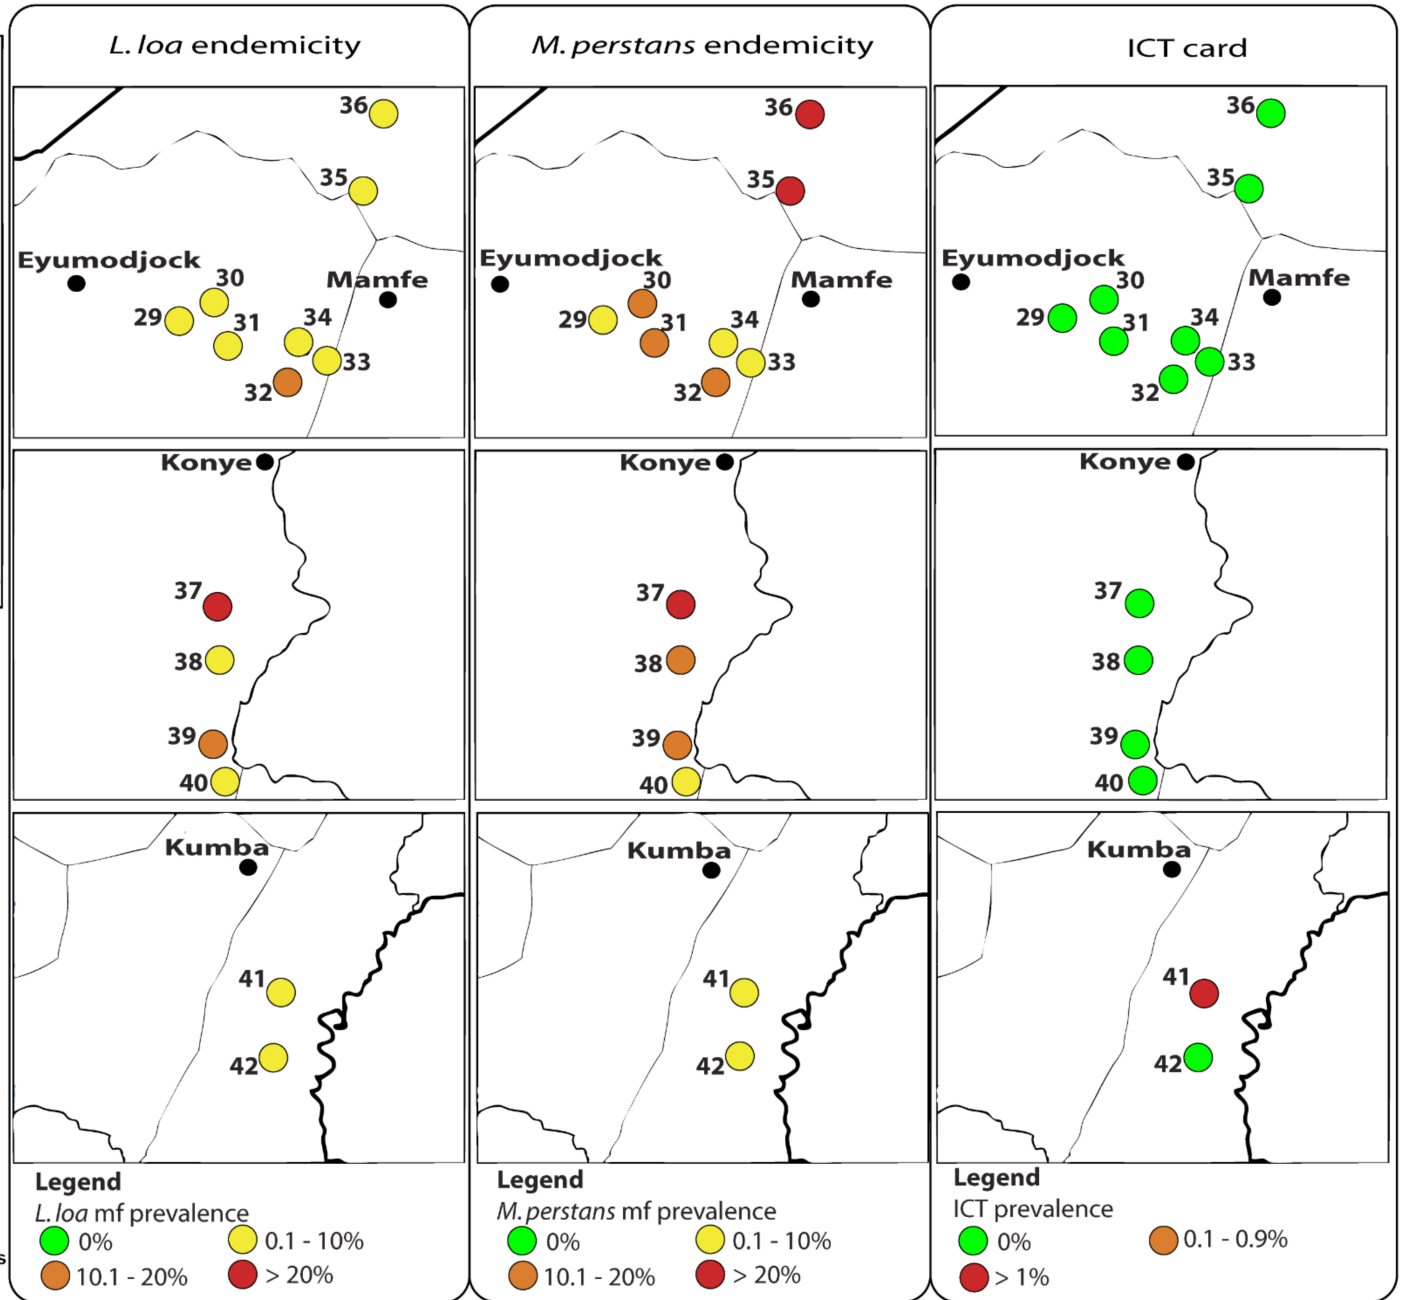 L. loa endemicity
36
35
Eyumodjock
30
Mamfe
29
31
34
33
32
Konye
37
38
39
40
Kumba
41
42
Legend
L. loa mf prevalence
0%
0.1 - 10%
10.1 - 20%
> 20%
M. perstans endemicity
36
35
Eyumodjock
30
Mamfe
29
31
34
33
32
Konye
37
38
39
40
Kumba
41
42
Legend
M. perstans mf prevalence
0%
0.1 - 10%
10.1 - 20%
> 20%
ICT card
36
35
Eyumodjock
30
Mamfe
29
31
34
33
32
Konye
37
38
39
40
Kumba
41
42
Legend
ICT prevalence
0%
0.1 - 0.9%
> 1%
s